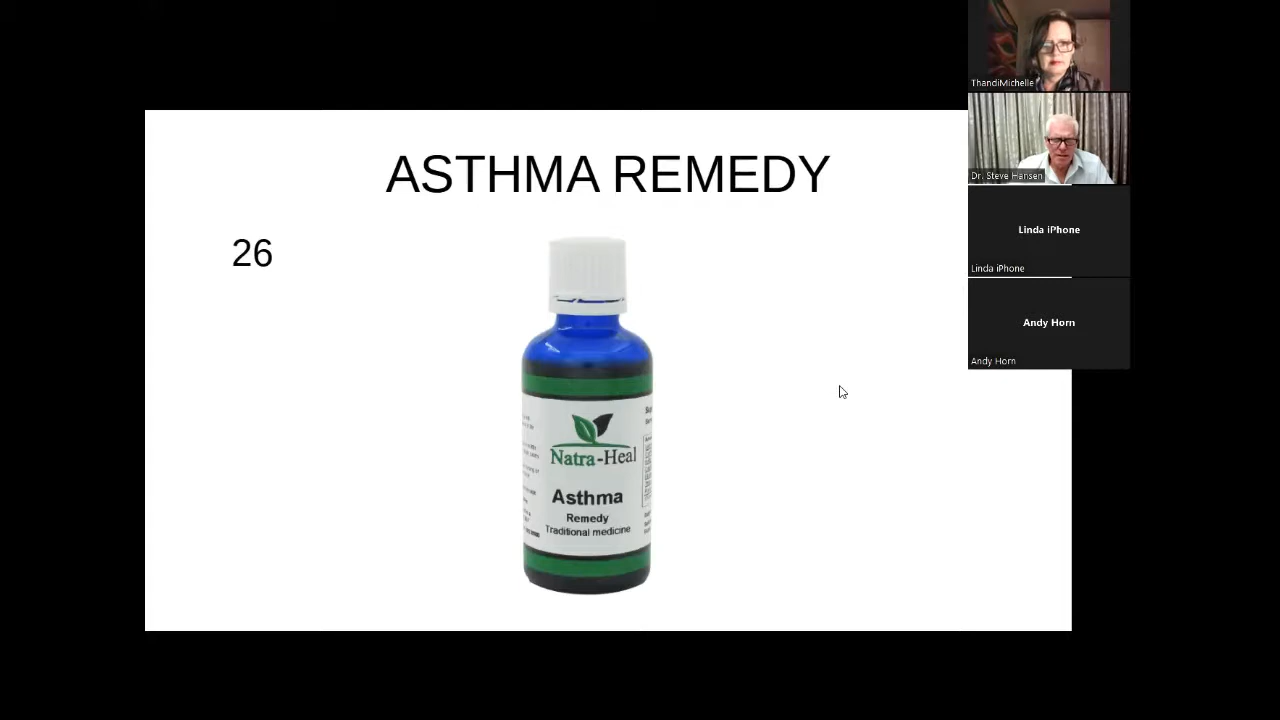 ASTHMA REMEDY
26
Natra-Heal
Asthma
Remedy
Traditional medicine
ThandiMichelle
Dr. Steve Hansen
Linda iPhone
Linda iPhone
Andy Horn
Andy Horn